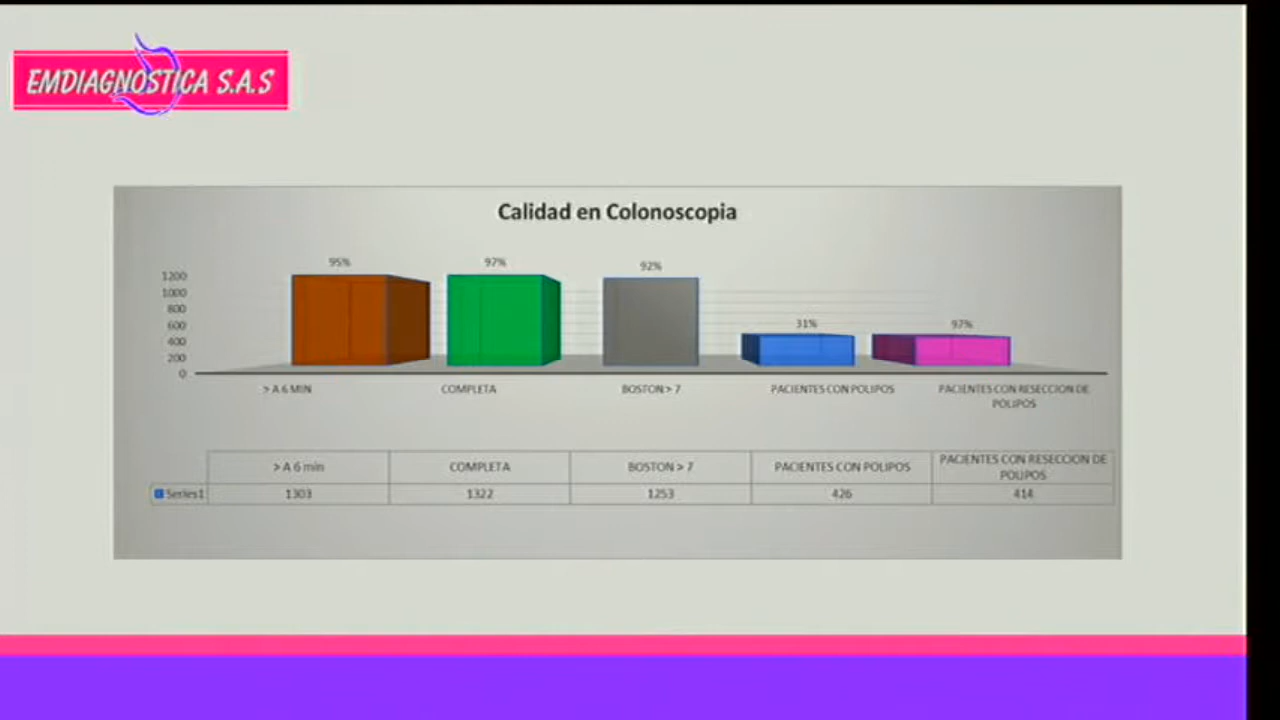 EMDIAGNOSTICA S.A.S
Calidad en Colonoscopia
95% 97% 92% 31% 97%
1200
1000
800
600
400
200
0
> A 6 MIN COMPLETA BOSTON > 7 PACIENTES CON POLIPOS PACIENTES CON RESECCION DE
POLIPOS
> A 6 min COMPLETA BOSTON > 7 PACIENTES CON POLIPOS PACIENTES CON RESECCION DE
POLIPOS
Series1 1303 1322 1253 426 414